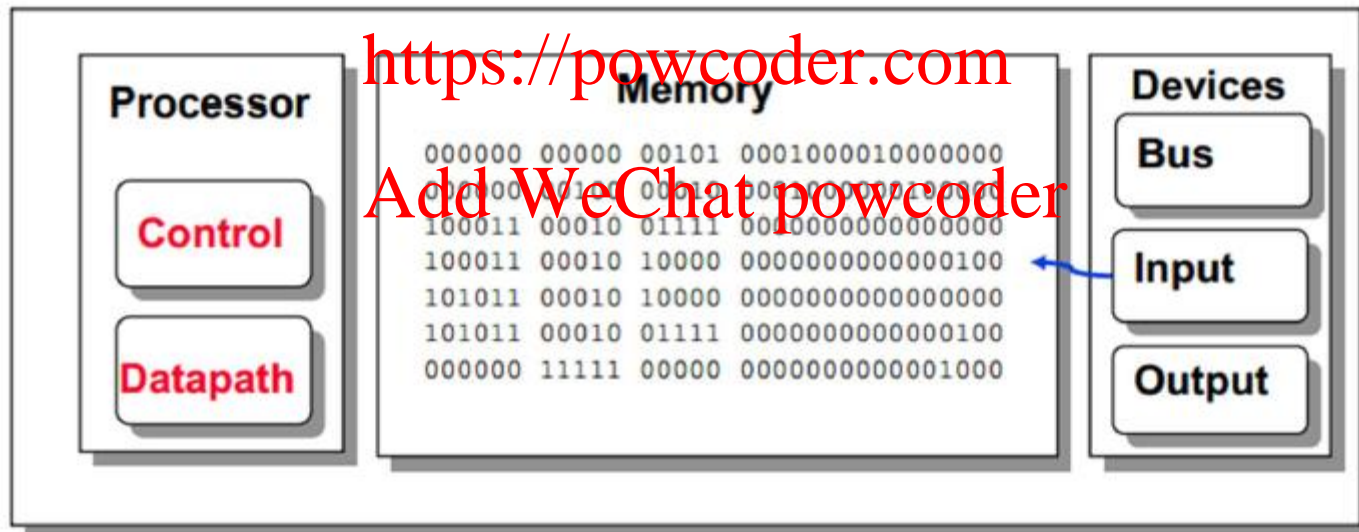 https://powcoder.com
Processor
Control
Datapath
Memory
000000 00000 00101 0001000010000000
Add WeChat powcoder
100011 00010 01111 0000000000000000
100011 00010 10000 0000000000000100
101011 00010 10000 0000000000000000
101011 00010 01111 0000000000000100
000000 11111 00000 0000000000001000
Devices
Bus
Input
Output